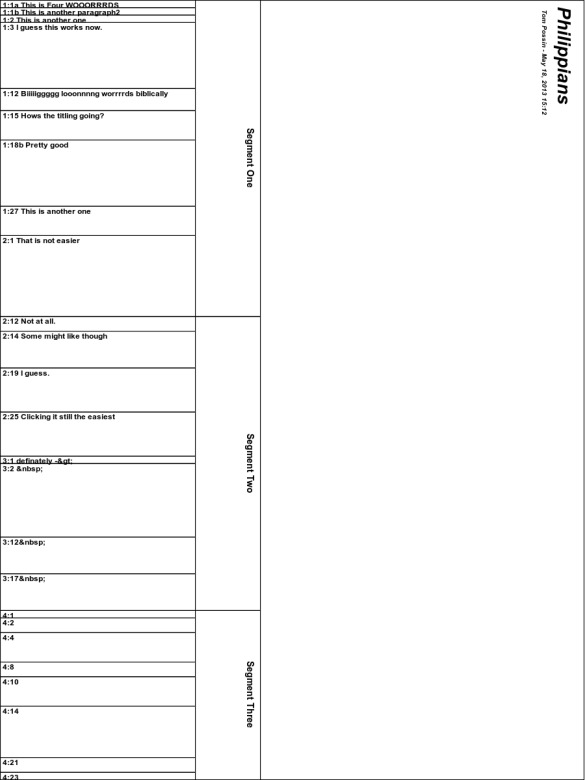 Philippians
Tom Possin - May 18, 2013 15:12
1:1a This is Four WOOORRRDS
1:1b This is another paragraph2
1:2 This is another one
1:3 I guess this works now.
1:12 Biiiliggggg looonnnng worrrrds biblically
1:15 Hows the titling going?
1:18b Pretty good
1:27 This is another one
2:1 That is not easier
Segment One
2:12 Not at all.
2:14 Some might like though
2:19 I guess.
2:25 Clicking it still the easiest
3:1 definately -&gt;
3:2 &nbsp;
3:12&nbsp;
3:17&nbsp;
Segment Two
4:1
4:2
4:4
4:8
4:10
4:14
4:21
4:23
Segment Three